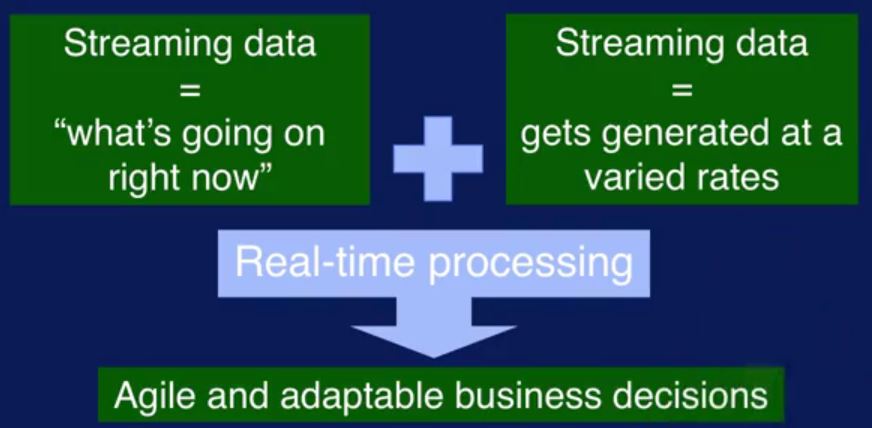 Streaming data
=
“what’s going on
right now”
Streaming data
=
gets generated at a
varied rates
Real-time processing
Agile and adaptable business decisions